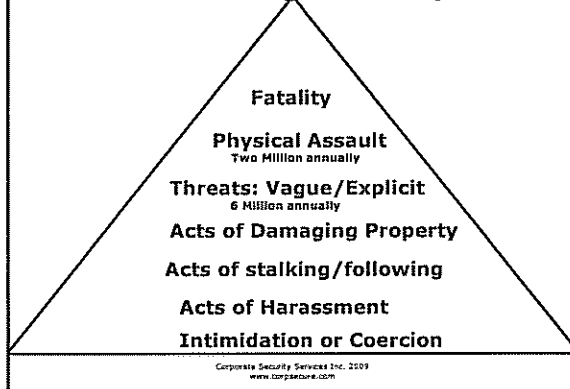 Fatality
Physical Assault
Two Million annually
Threats: Vague/Explicit
6 Million annually
Acts of Damaging Property
Acts of stalking/following
Acts of Harassment
Intimidation or Coercion
Corporate Security Services Inc. 2009
www.corpsecure.com